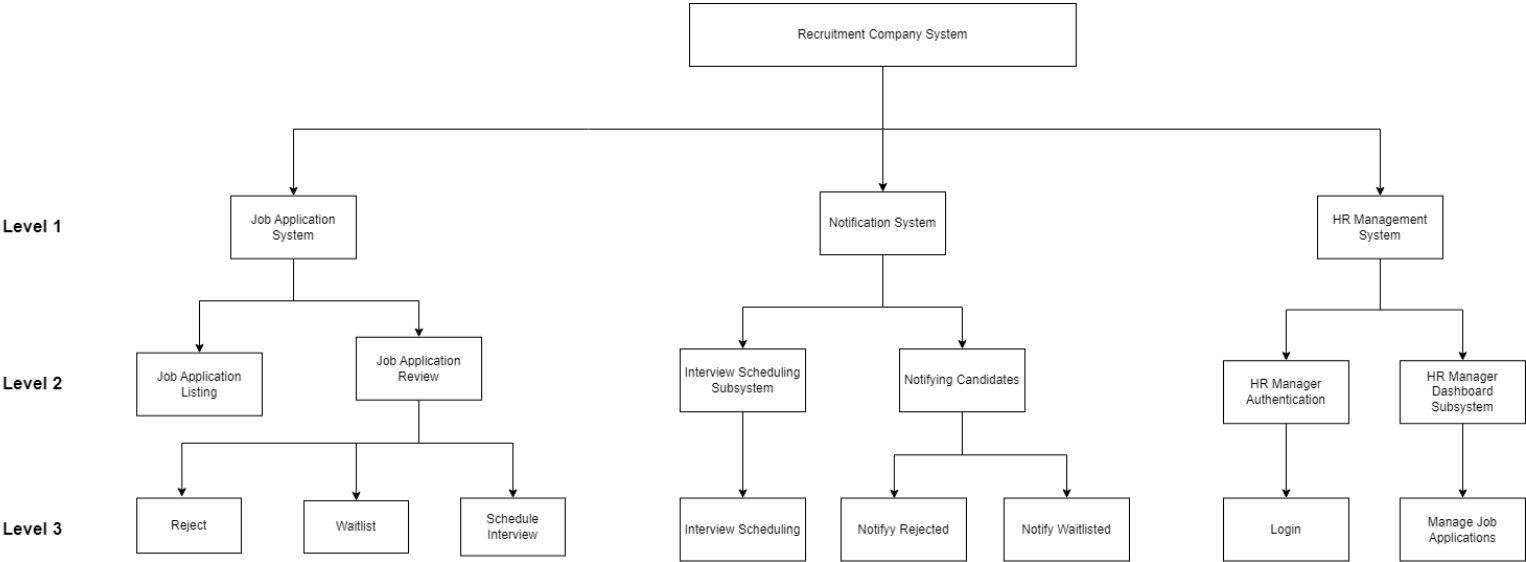 Recruitment Company System
Level 1
Job Application
System
Notification System
HR Management
System
Level 2
Job Application
Listing
Job Application
Review
Interview Scheduling
Subsystem
Notifying Candidates
HR Manager
Authentication
HR Manager
Dashboard
Subsystem
Level 3
Reject
Waitlist
Schedule
Interview
Interview Scheduling
Notifyy Rejected
Notify Waitlisted
Login
Manage Job
Applications